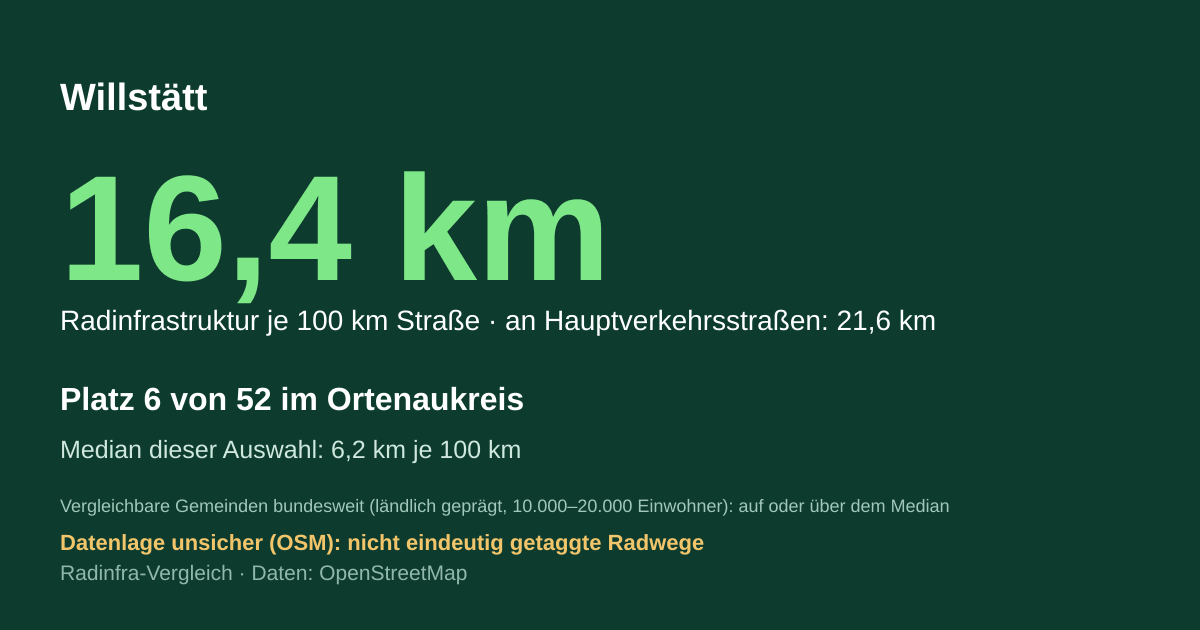 Willstätt
16,4 km
Radinfrastruktur je 100 km Straße · an Hauptverkehrsstraßen: 21,6 km
Platz 6 von 52 im Ortenaukreis
Median dieser Auswahl: 6,2 km je 100 km
Vergleichbare Gemeinden bundesweit (ländlich geprägt, 10.000–20.000 Einwohner): auf oder über dem Median
Datenlage unsicher (OSM): nicht eindeutig getaggte Radwege
Radinfra-Vergleich · Daten: OpenStreetMap